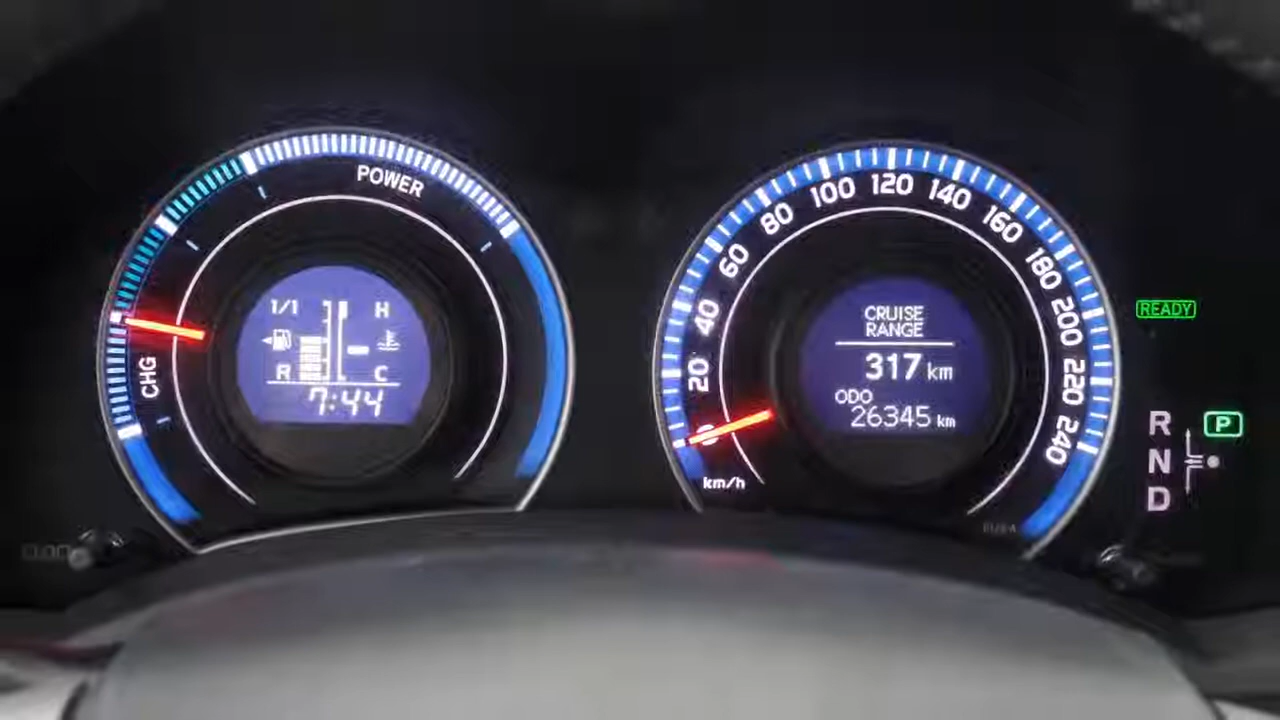 POWER
CHG
1/1 H
R C
7:44
20
40
60
80
100
120
140
160
180
200
220
240
km/h
CRUISE
RANGE
317 km
ODO
26345 km
READY
P
R
N
D